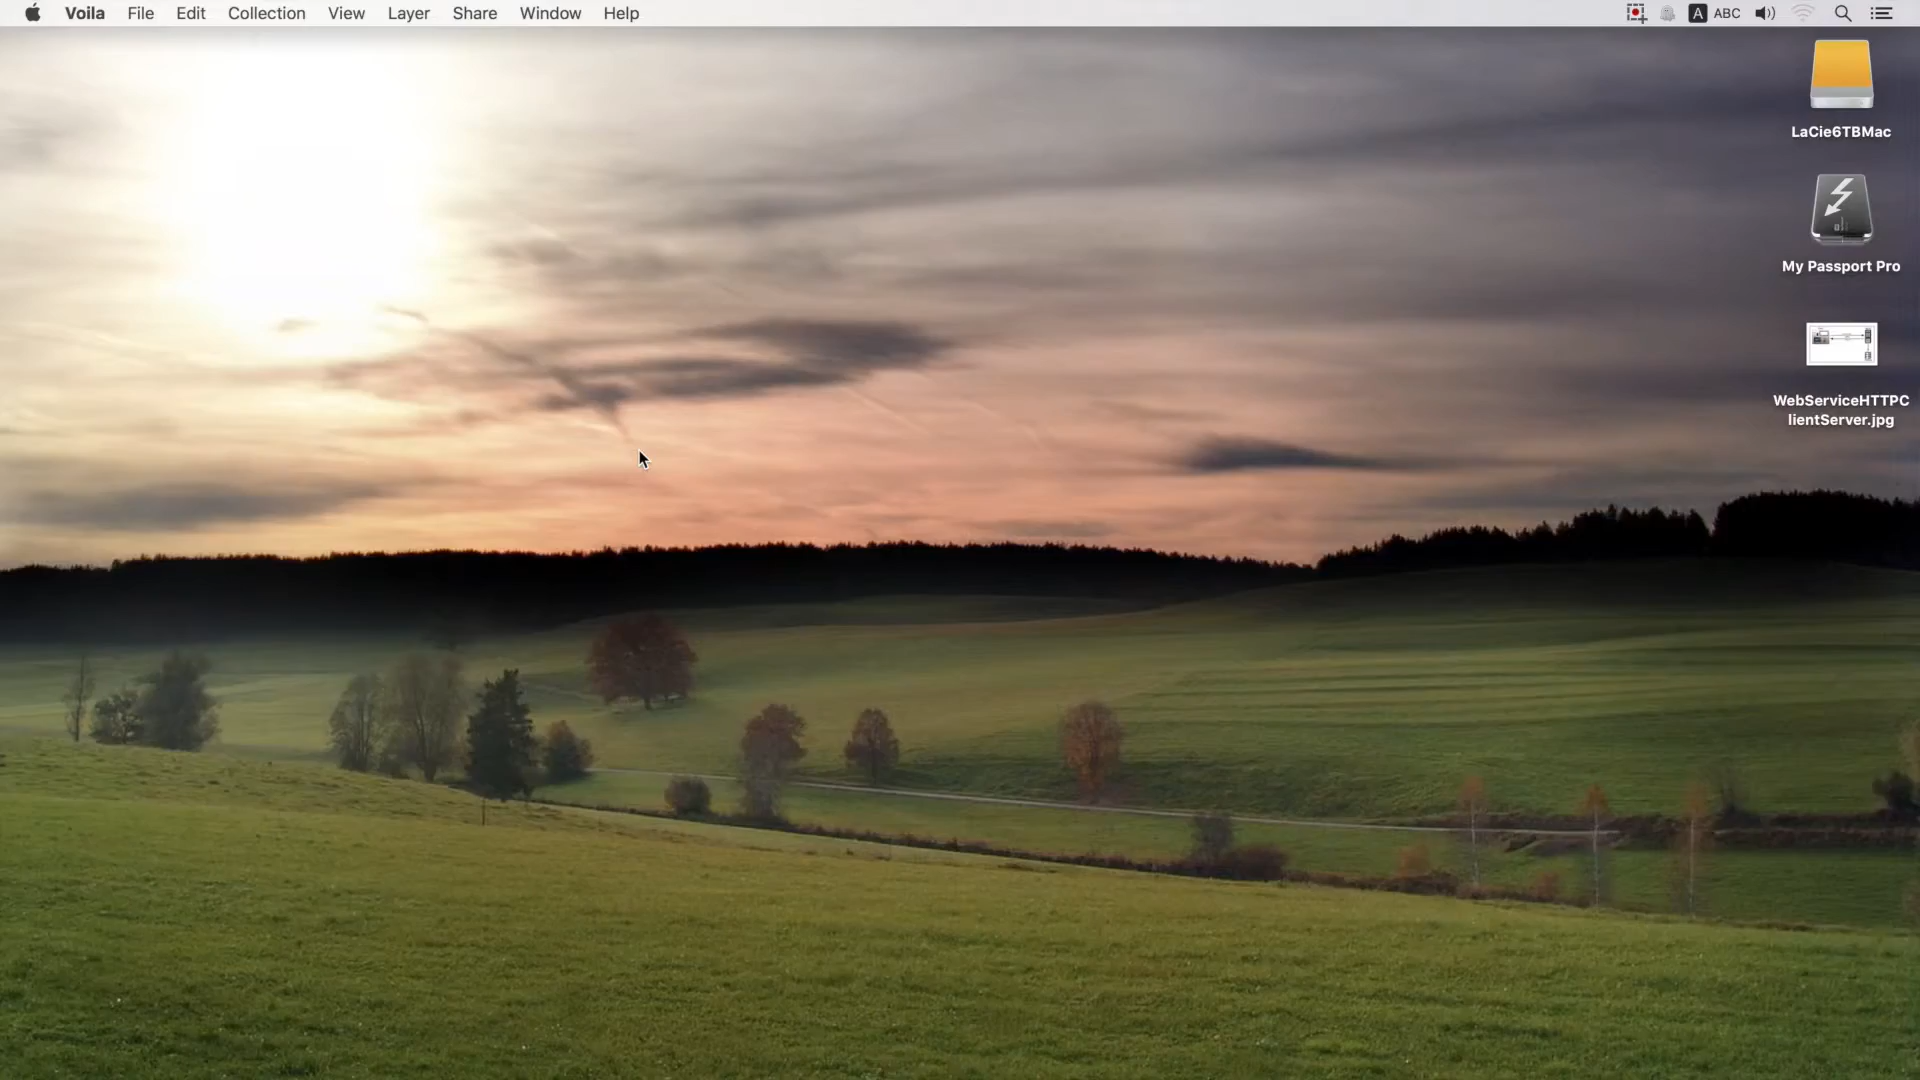 Voila File Edit Collection View Layer Share Window Help A ABC
LaCie6TBMac
My Passport Pro
WebServiceHTTPC
lientServer.jpg